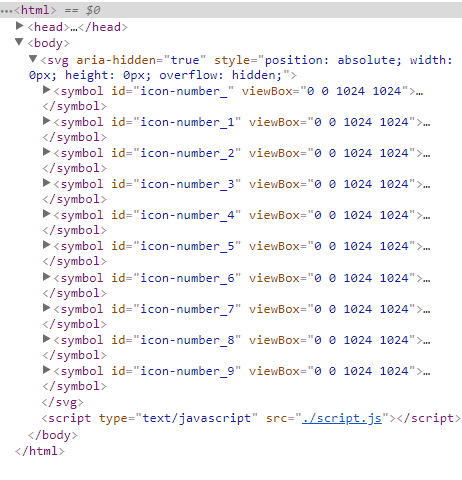 …<html> == $0
▶<head>…</head>
▼<body>
▼<svg aria-hidden="true" style="position: absolute; width:
0px; height: 0px; overflow: hidden;">
▶<symbol id="icon-number_" viewBox="0 0 1024 1024">…
</symbol>
▶<symbol id="icon-number_1" viewBox="0 0 1024 1024">…
</symbol>
▶<symbol id="icon-number_2" viewBox="0 0 1024 1024">…
</symbol>
▶<symbol id="icon-number_3" viewBox="0 0 1024 1024">…
</symbol>
▶<symbol id="icon-number_4" viewBox="0 0 1024 1024">…
</symbol>
▶<symbol id="icon-number_5" viewBox="0 0 1024 1024">…
</symbol>
▶<symbol id="icon-number_6" viewBox="0 0 1024 1024">…
</symbol>
▶<symbol id="icon-number_7" viewBox="0 0 1024 1024">…
</symbol>
▶<symbol id="icon-number_8" viewBox="0 0 1024 1024">…
</symbol>
▶<symbol id="icon-number_9" viewBox="0 0 1024 1024">…
</symbol>
</svg>
<script type="text/javascript" src="./script.js"></script>
</body>
</html>